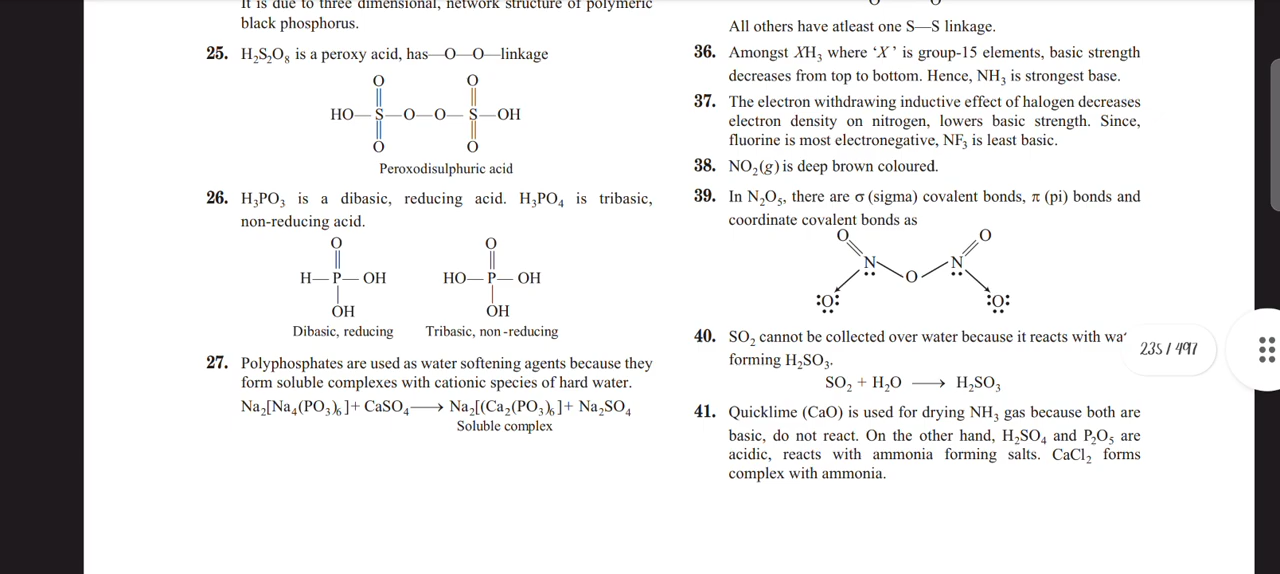 It is due to three dimensional, network structure of polymeric
black phosphorus.
25. H₂S₂O₈ is a peroxy acid, has—O—O—linkage
O O
HO—S—O—O—S—OH
O O
Peroxodisulphuric acid
26. H₃PO₃ is a dibasic, reducing acid. H₃PO₄ is tribasic,
non-reducing acid.
O O
H—P—OH HO—P—OH
OH OH
Dibasic, reducing Tribasic, non-reducing
27. Polyphosphates are used as water softening agents because they
form soluble complexes with cationic species of hard water.
Na₂[Na₄(PO₃)₆]+ CaSO₄⟶ Na₂[(Ca₂(PO₃)₆]+ Na₂SO₄
Soluble complex
All others have atleast one S—S linkage.
36. Amongst XH₃ where ‘X’ is group-15 elements, basic strength
decreases from top to bottom. Hence, NH₃ is strongest base.
37. The electron withdrawing inductive effect of halogen decreases
electron density on nitrogen, lowers basic strength. Since,
fluorine is most electronegative, NF₃ is least basic.
38. NO₂(g) is deep brown coloured.
39. In N₂O₅, there are σ (sigma) covalent bonds, π (pi) bonds and
coordinate covalent bonds as
O O
N N
O
:O: :O:
40. SO₂ cannot be collected over water because it reacts with
forming H₂SO₃.
SO₂ + H₂O ⟶ H₂SO₃
41. Quicklime (CaO) is used for drying NH₃ gas because both are
basic, do not react. On the other hand, H₂SO₄ and P₂O₅ are
acidic, reacts with ammonia forming salts. CaCl₂ forms
complex with ammonia.
235 / 497